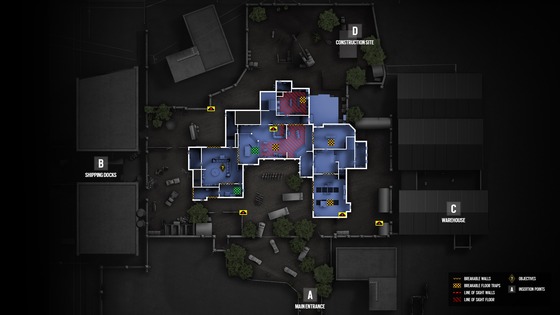 D
CONSTRUCTION SITE
B
SHIPPING DOCKS
C
WAREHOUSE
A
MAIN ENTRANCE
BREAKABLE WALLS
BREAKABLE FLOOR TRAPS
LINE OF SIGHT WALLS
LINE OF SIGHT FLOOR
OBJECTIVES
A INSERTION POINTS